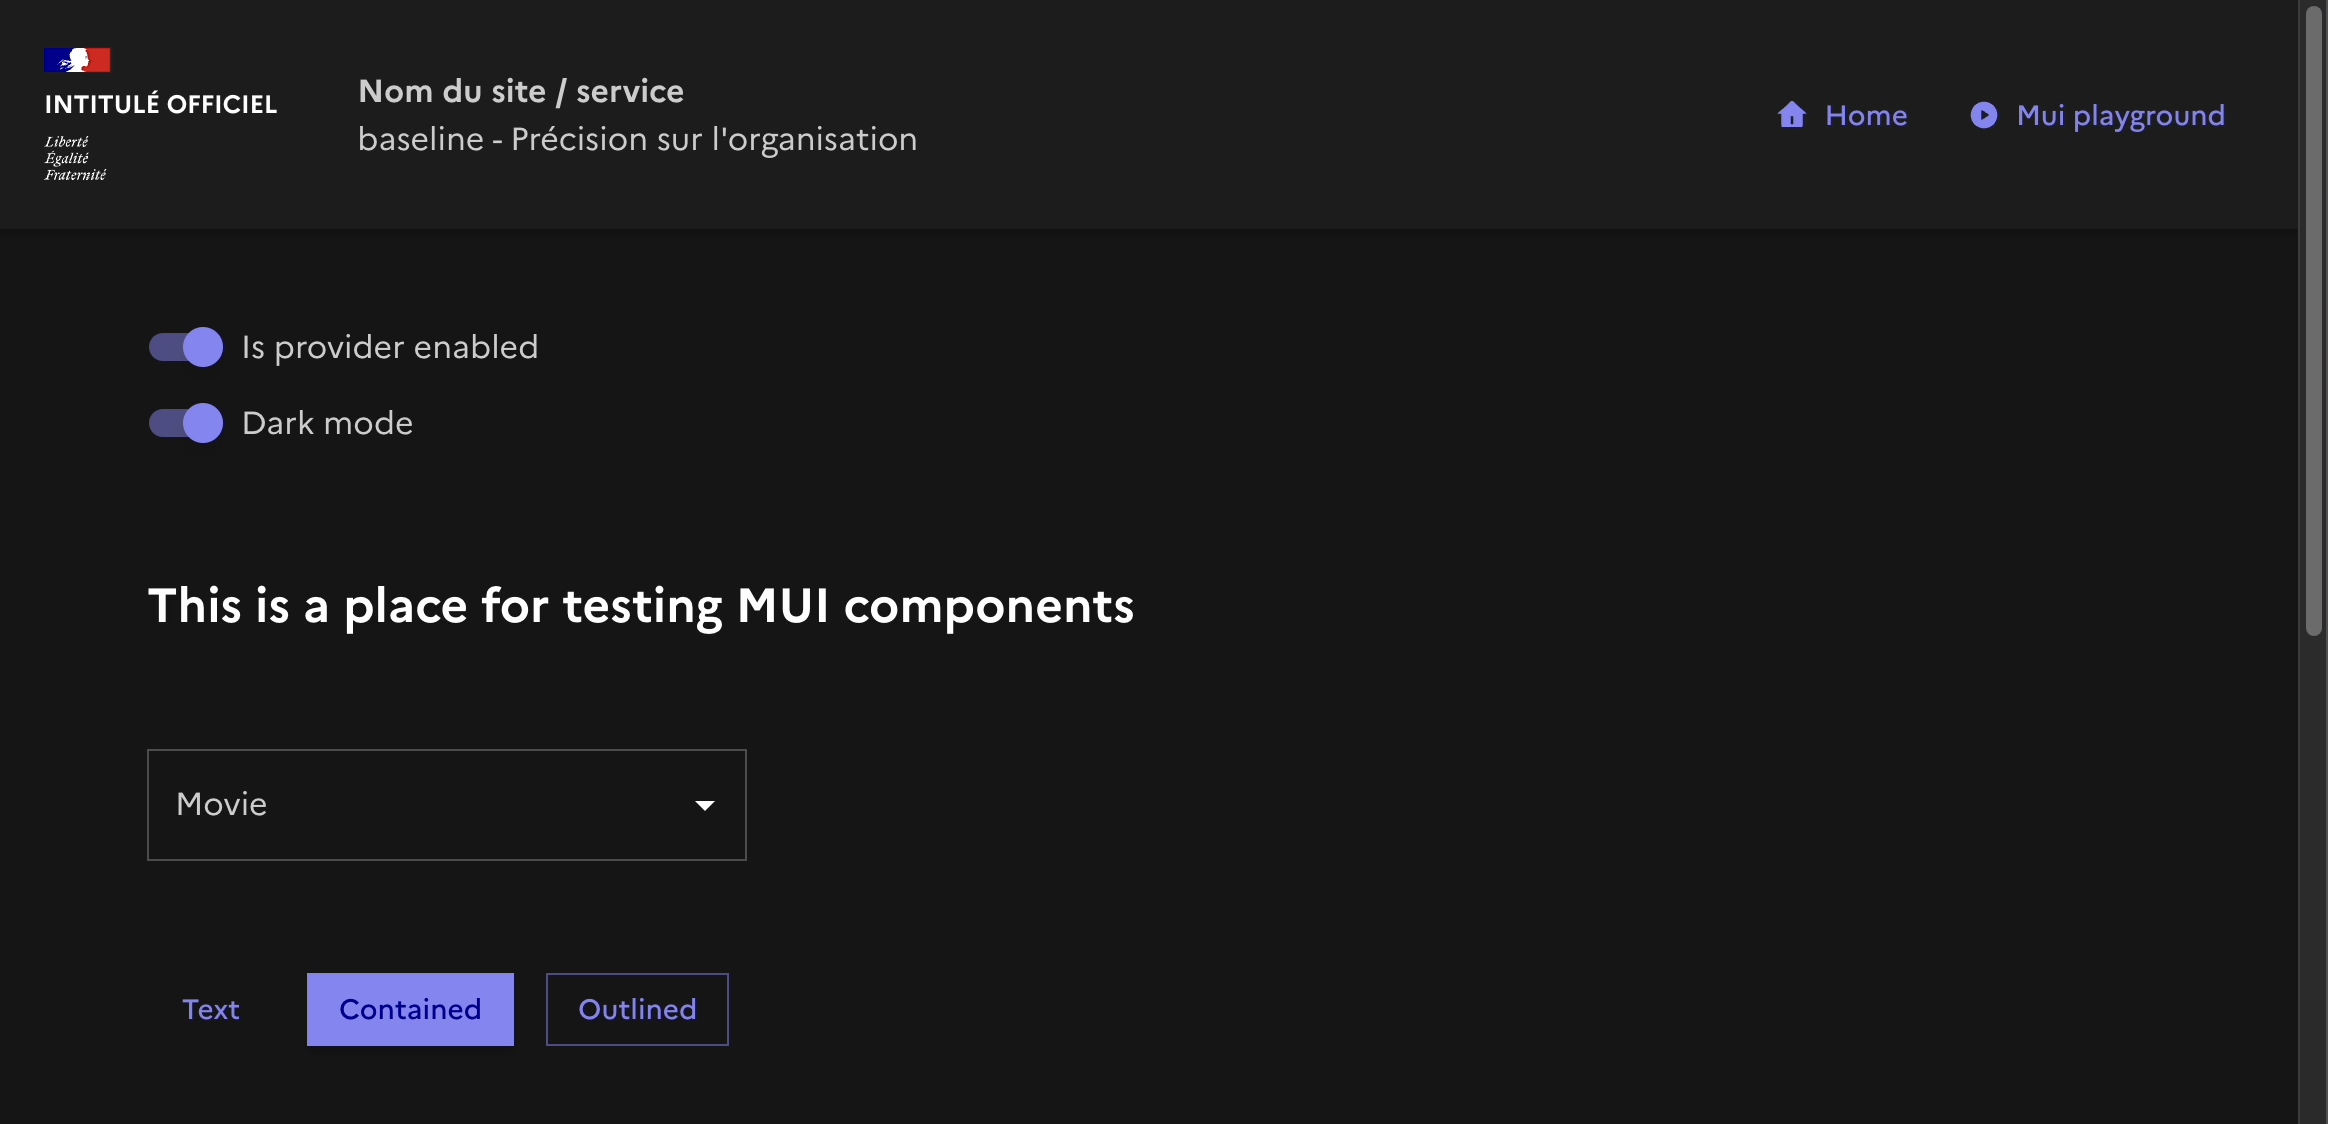 INTITULÉ OFFICIEL
Liberté
Égalité
Fraternité
Nom du site / service
baseline - Précision sur l'organisation
Home
Mui playground
Is provider enabled
Dark mode
This is a place for testing MUI components
Movie
Text
Contained
Outlined